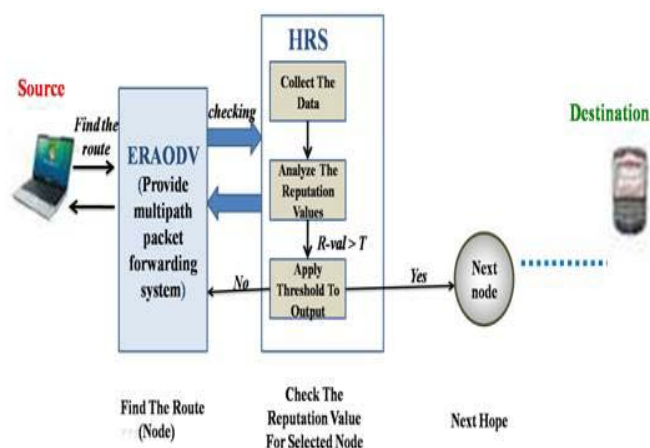 HRS
Source
Find the
route
checking
Collect The
Data
Destination
ERAODV
(Provide
multipath
packet
forwarding
system)
Analyze The
Reputation
Values
R-val > T
No
Apply
Threshold To
Output
Yes
Next
node
Find The Route
(Node)
Check The
Reputation Value
For Selected Node
Next Hope